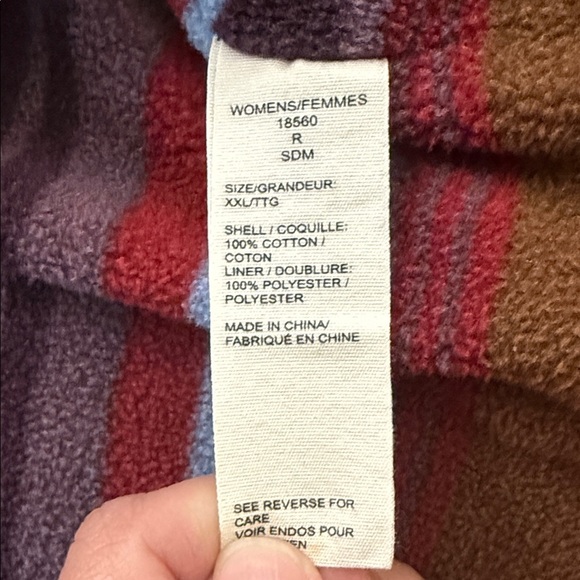 WOMENS/FEMMES
18560
R
SDM
SIZE/GRANDEUR:
XXL/TTG
SHELL / COQUILLE:
100% COTTON /
COTON
LINER / DOUBLURE:
100% POLYESTER /
POLYESTER
MADE IN CHINA/
FABRIQUÉ EN CHINE
SEE REVERSE FOR
CARE
VOIR ENDOS POUR